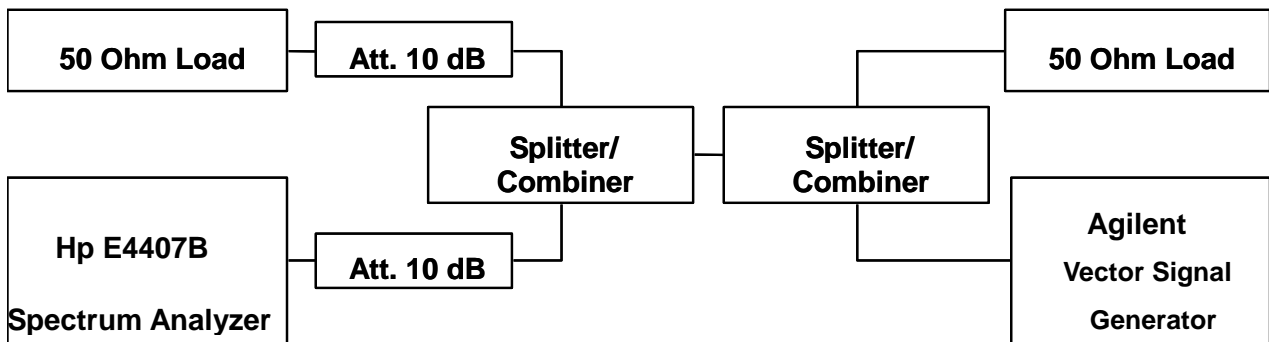 50 Ohm Load
Att. 10 dB
50 Ohm Load
Splitter/
Combiner
Splitter/
Combiner
Hp E4407B
Spectrum Analyzer
Att. 10 dB
Agilent
Vector Signal
Generator